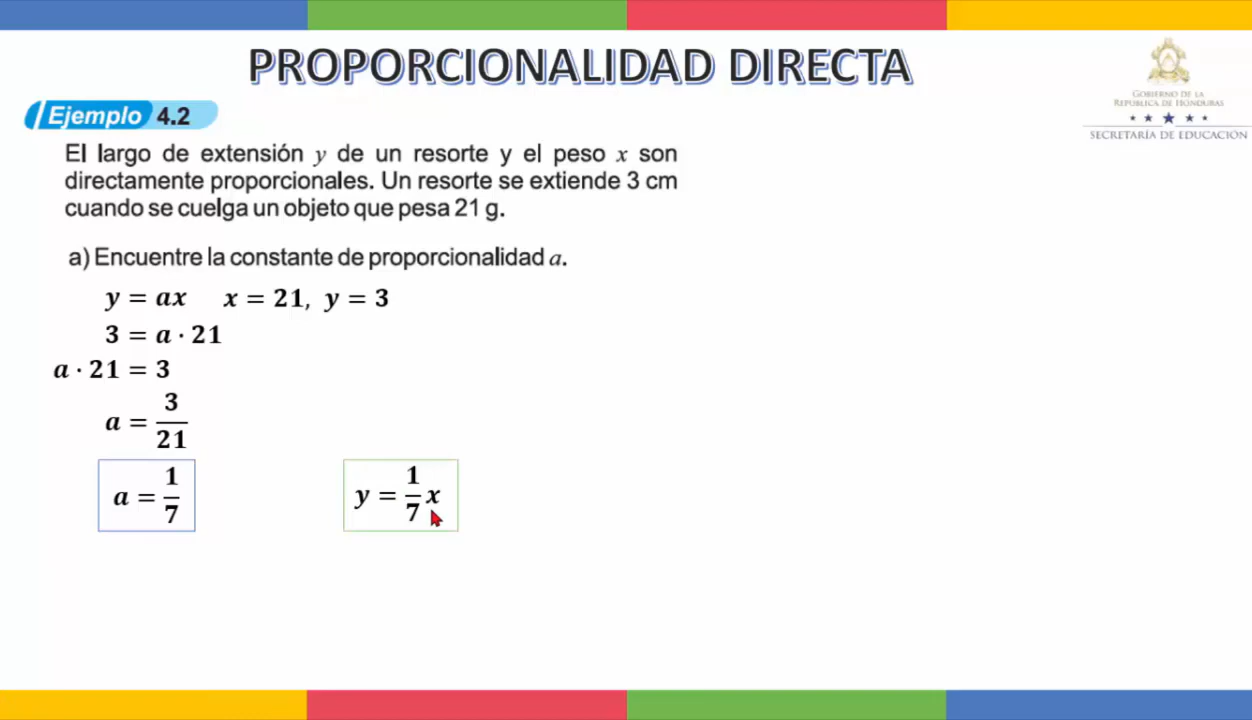 PROPORCIONALIDAD DIRECTA
GOBIERNO DE LA
REPÚBLICA DE HONDURAS
SECRETARÍA DE EDUCACIÓN
Ejemplo 4.2
El largo de extensión y de un resorte y el peso x son
directamente proporcionales. Un resorte se extiende 3 cm
cuando se cuelga un objeto que pesa 21 g.
a) Encuentre la constante de proporcionalidad a.
y = ax x = 21, y = 3
3 = a · 21
a · 21 = 3
a = 3/21
a = 1/7 y = 1/7 x